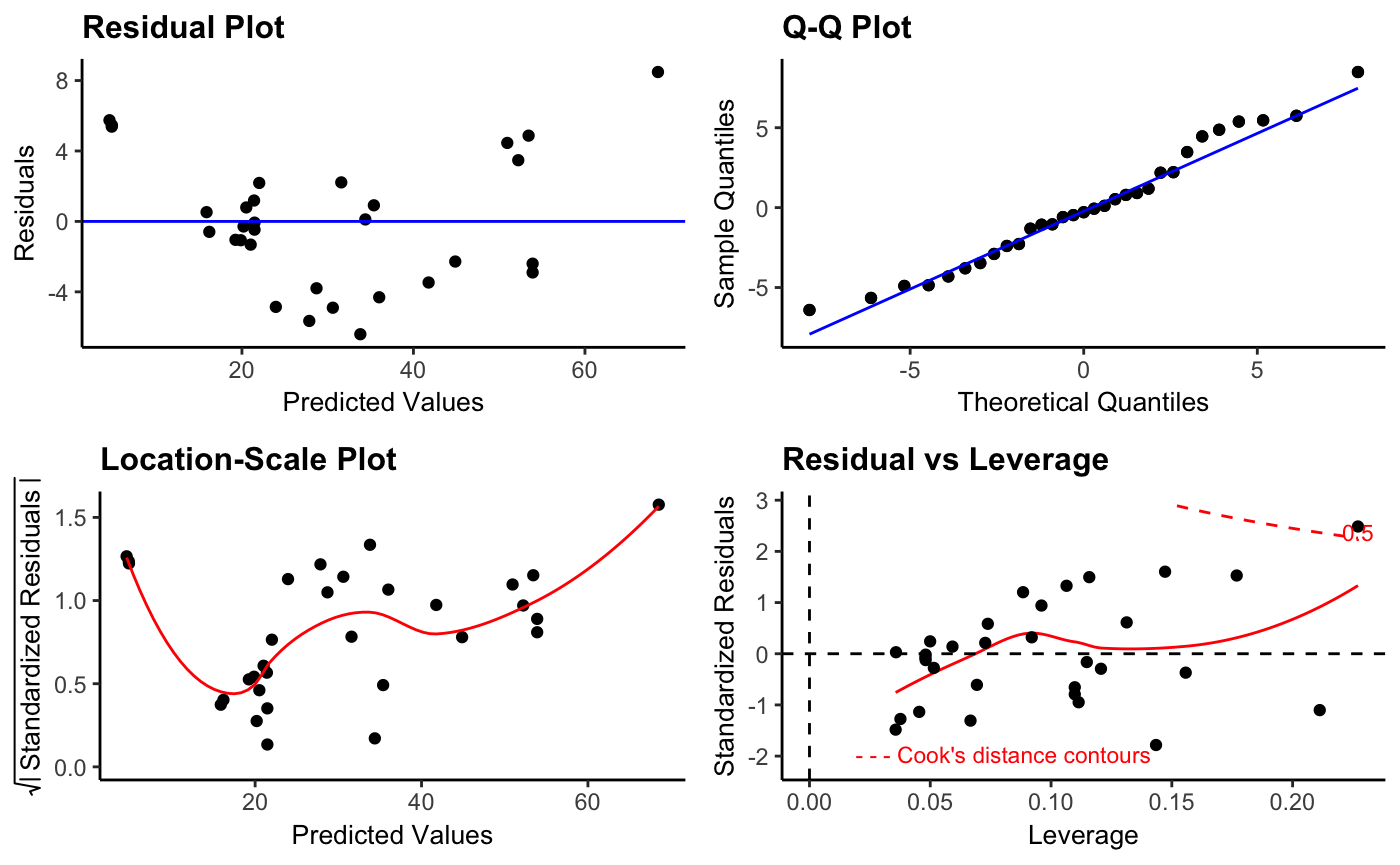 Residual Plot
8
4
0
-4
Residuals
20 40 60
Predicted Values
Q-Q Plot
5
0
-5
Sample Quantiles
-5 0 5
Theoretical Quantiles
Location-Scale Plot
1.5
1.0
0.5
0.0
√| Standardized Residuals |
20 40 60
Predicted Values
Residual vs Leverage
3
2
1
0
-1
-2
Standardized Residuals
0.5
Cook's distance contours
0.00 0.05 0.10 0.15 0.20
Leverage